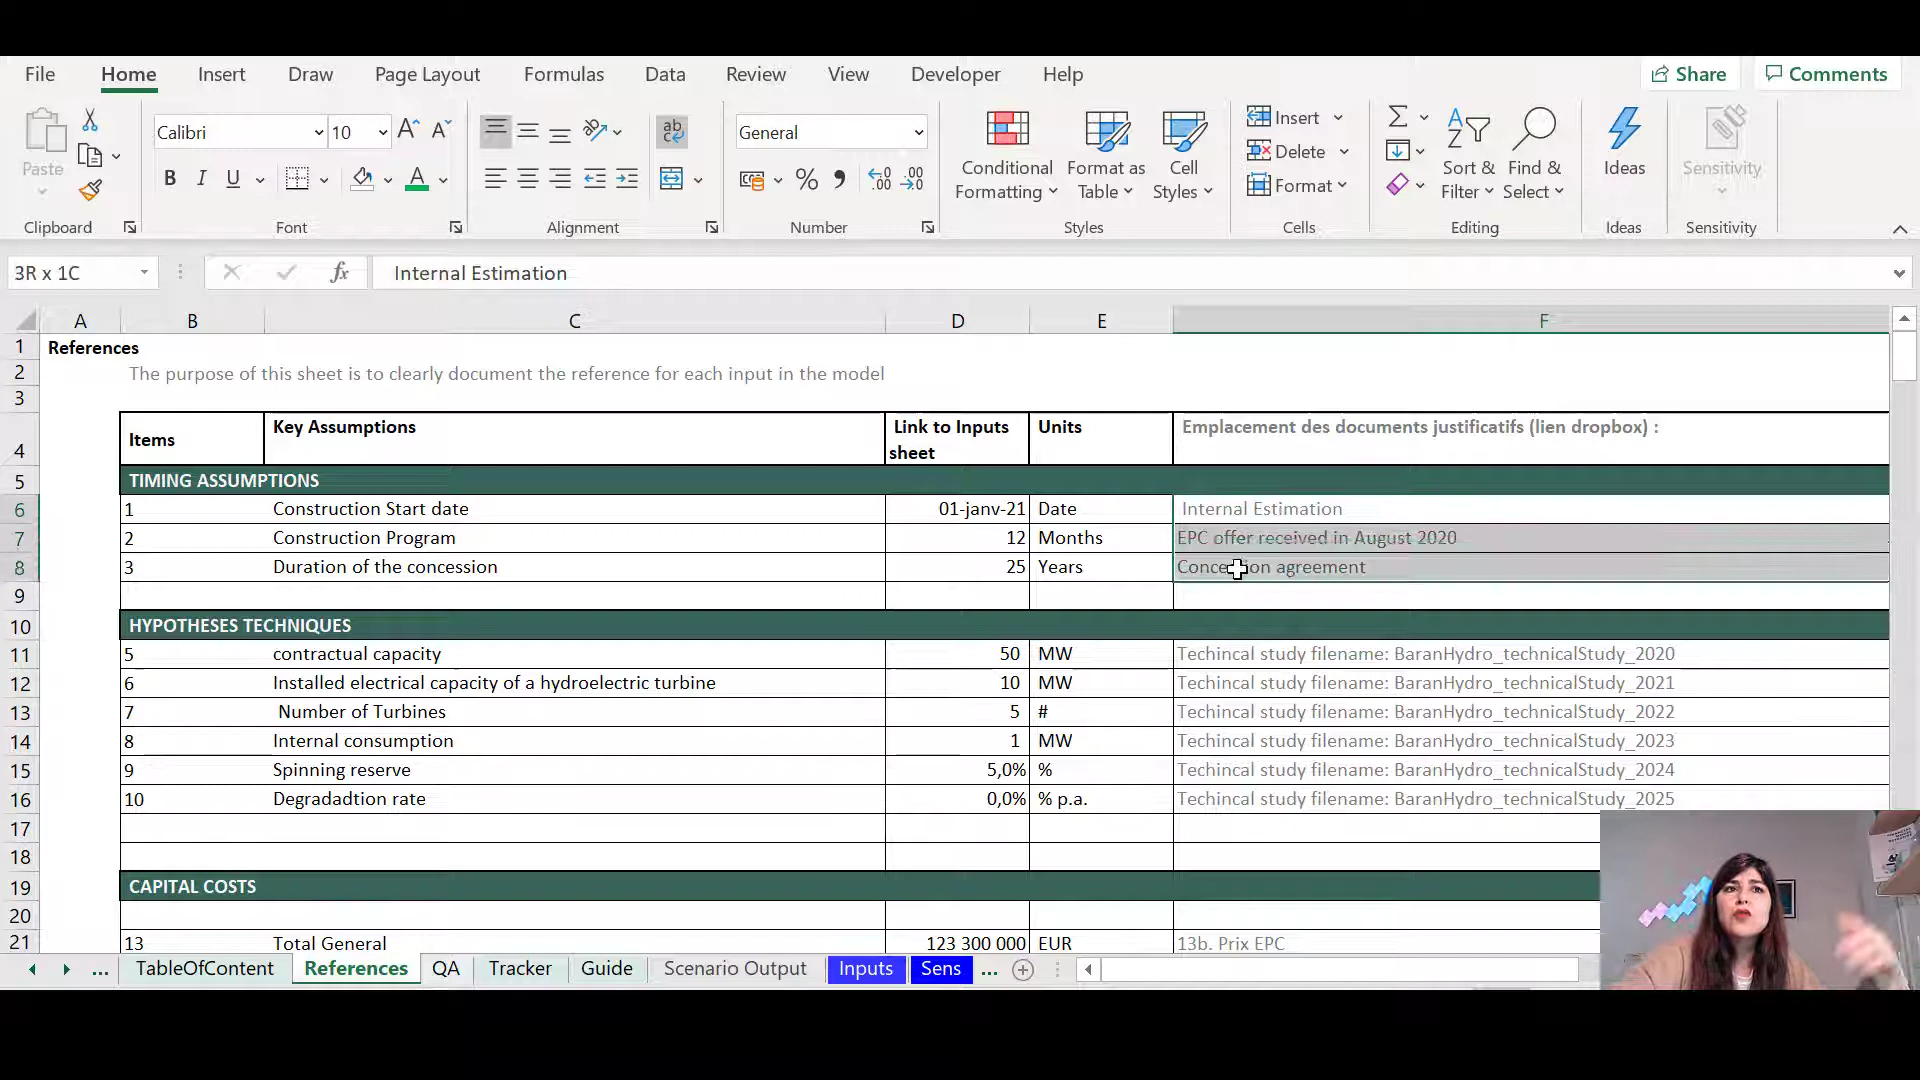 File Home Insert Draw Page Layout Formulas Data Review View Developer Help Share Comments
Paste Calibri 10 A A ab General Conditional Formatting Format as Table Cell Styles Insert Delete Format Sort & Filter Find & Select Ideas Sensitivity
B I U A % .00
Clipboard Font Alignment Number Styles Cells Editing Ideas Sensitivity
3R x 1C fx Internal Estimation
A B C D E F
1 References
2 The purpose of this sheet is to clearly document the reference for each input in the model
3
4 Items Key Assumptions Link to Inputs sheet Units Emplacement des documents justificatifs (lien dropbox) :
5 TIMING ASSUMPTIONS
6 1 Construction Start date 01-janv-21 Date Internal Estimation
7 2 Construction Program 12 Months EPC offer received in August 2020
8 3 Duration of the concession 25 Years Concession agreement
9
10 HYPOTHESES TECHNIQUES
11 5 contractual capacity 50 MW Techincal study filename: BaranHydro_technicalStudy_2020
12 6 Installed electrical capacity of a hydroelectric turbine 10 MW Techincal study filename: BaranHydro_technicalStudy_2021
13 7 Number of Turbines 5 # Techincal study filename: BaranHydro_technicalStudy_2022
14 8 Internal consumption 1 MW Techincal study filename: BaranHydro_technicalStudy_2023
15 9 Spinning reserve 5,0% % Techincal study filename: BaranHydro_technicalStudy_2024
16 10 Degradadtion rate 0,0% % p.a. Techincal study filename: BaranHydro_technicalStudy_2025
17
18
19 CAPITAL COSTS
20
21 13 Total General 123 300 000 EUR 13b. Prix EPC
... TableOfContent References QA Tracker Guide Scenario Output Inputs Sens ...